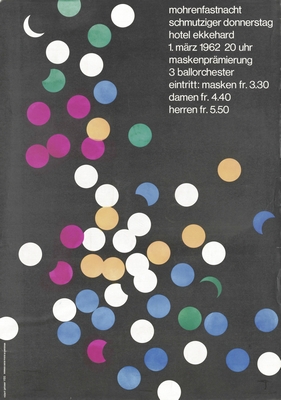 mohrenfastnacht
schmutziger donnerstag
hotel ekkehard
1. märz 1962 20 uhr
maskenprämierung
3 ballorchester
eintritt: masken fr. 3.30
damen fr. 4.40
herren fr. 5.50